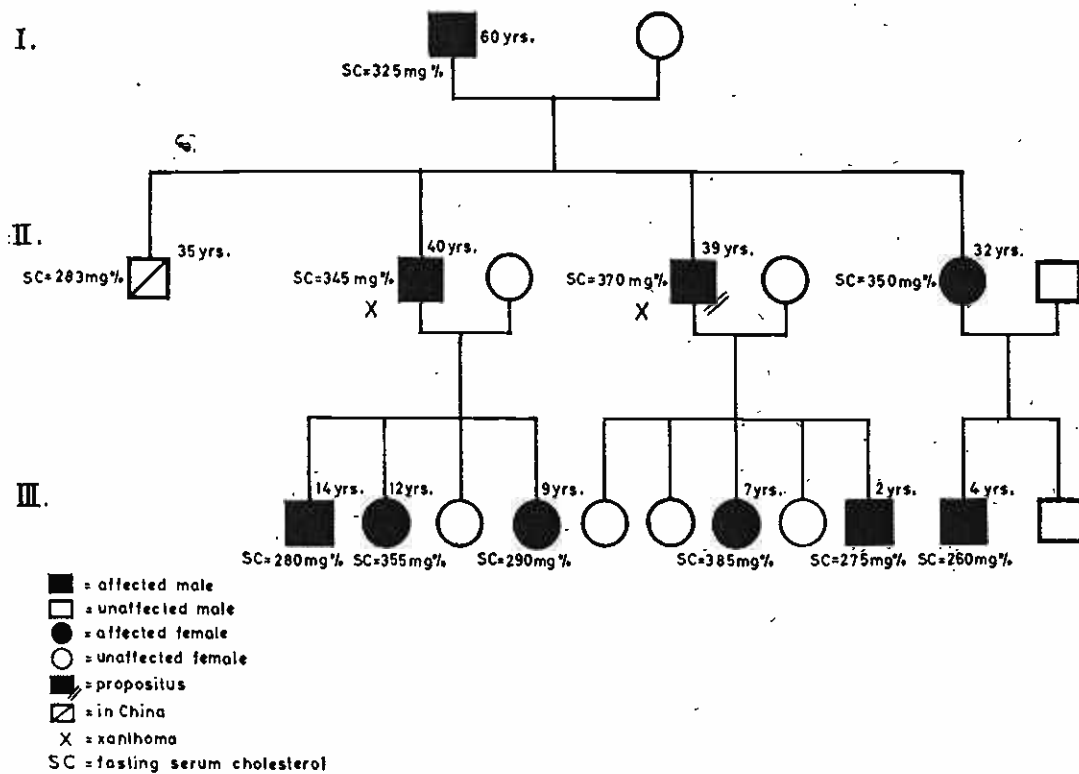 I.
60 yrs.
SC=325mg%
II.
35 yrs.
40 yrs.
39 yrs.
32 yrs.
SC=283mg%
SC=345 mg%
SC=370 mg%
SC=350mg%
X
X
III.
14 yrs.
12 yrs.
9 yrs.
7 yrs.
2 yrs.
4 yrs.
SC=280mg%
SC=355mg%
SC=290mg%
SC=385mg%
SC=275mg%
SC=260mg%
= affected male
= unaffected male
= affected female
= unaffected female
= propositus
= in China
X = xanthoma
SC = fasting serum cholesterol